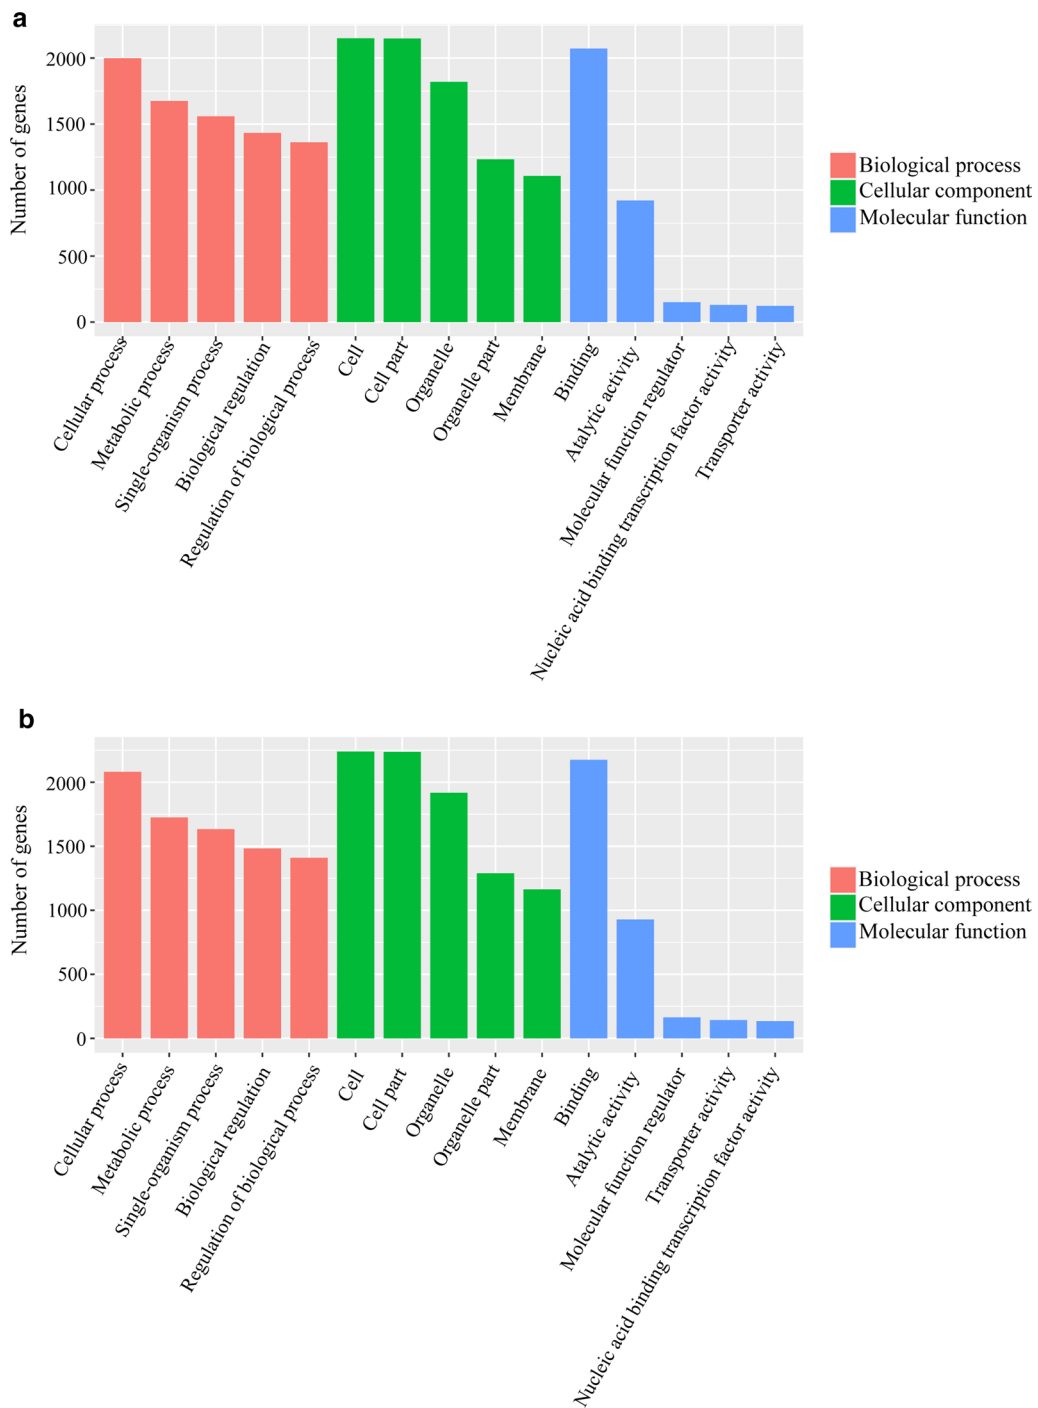 a
Number of genes
2000
1500
1000
500
0
Cellular process
Metabolic process
Single-organism process
Biological regulation
Regulation of biological process
Cell
Cell part
Organelle
Organelle part
Membrane
Binding
Atalytic activity
Molecular function regulator
Nucleic acid binding transcription factor activity
Transporter activity
Biological process
Cellular component
Molecular function
b
Number of genes
2000
1500
1000
500
0
Cellular process
Metabolic process
Single-organism process
Biological regulation
Regulation of biological process
Cell
Cell part
Organelle
Organelle part
Membrane
Binding
Atalytic activity
Molecular function regulator
Transporter activity
Nucleic acid binding transcription factor activity
Biological process
Cellular component
Molecular function